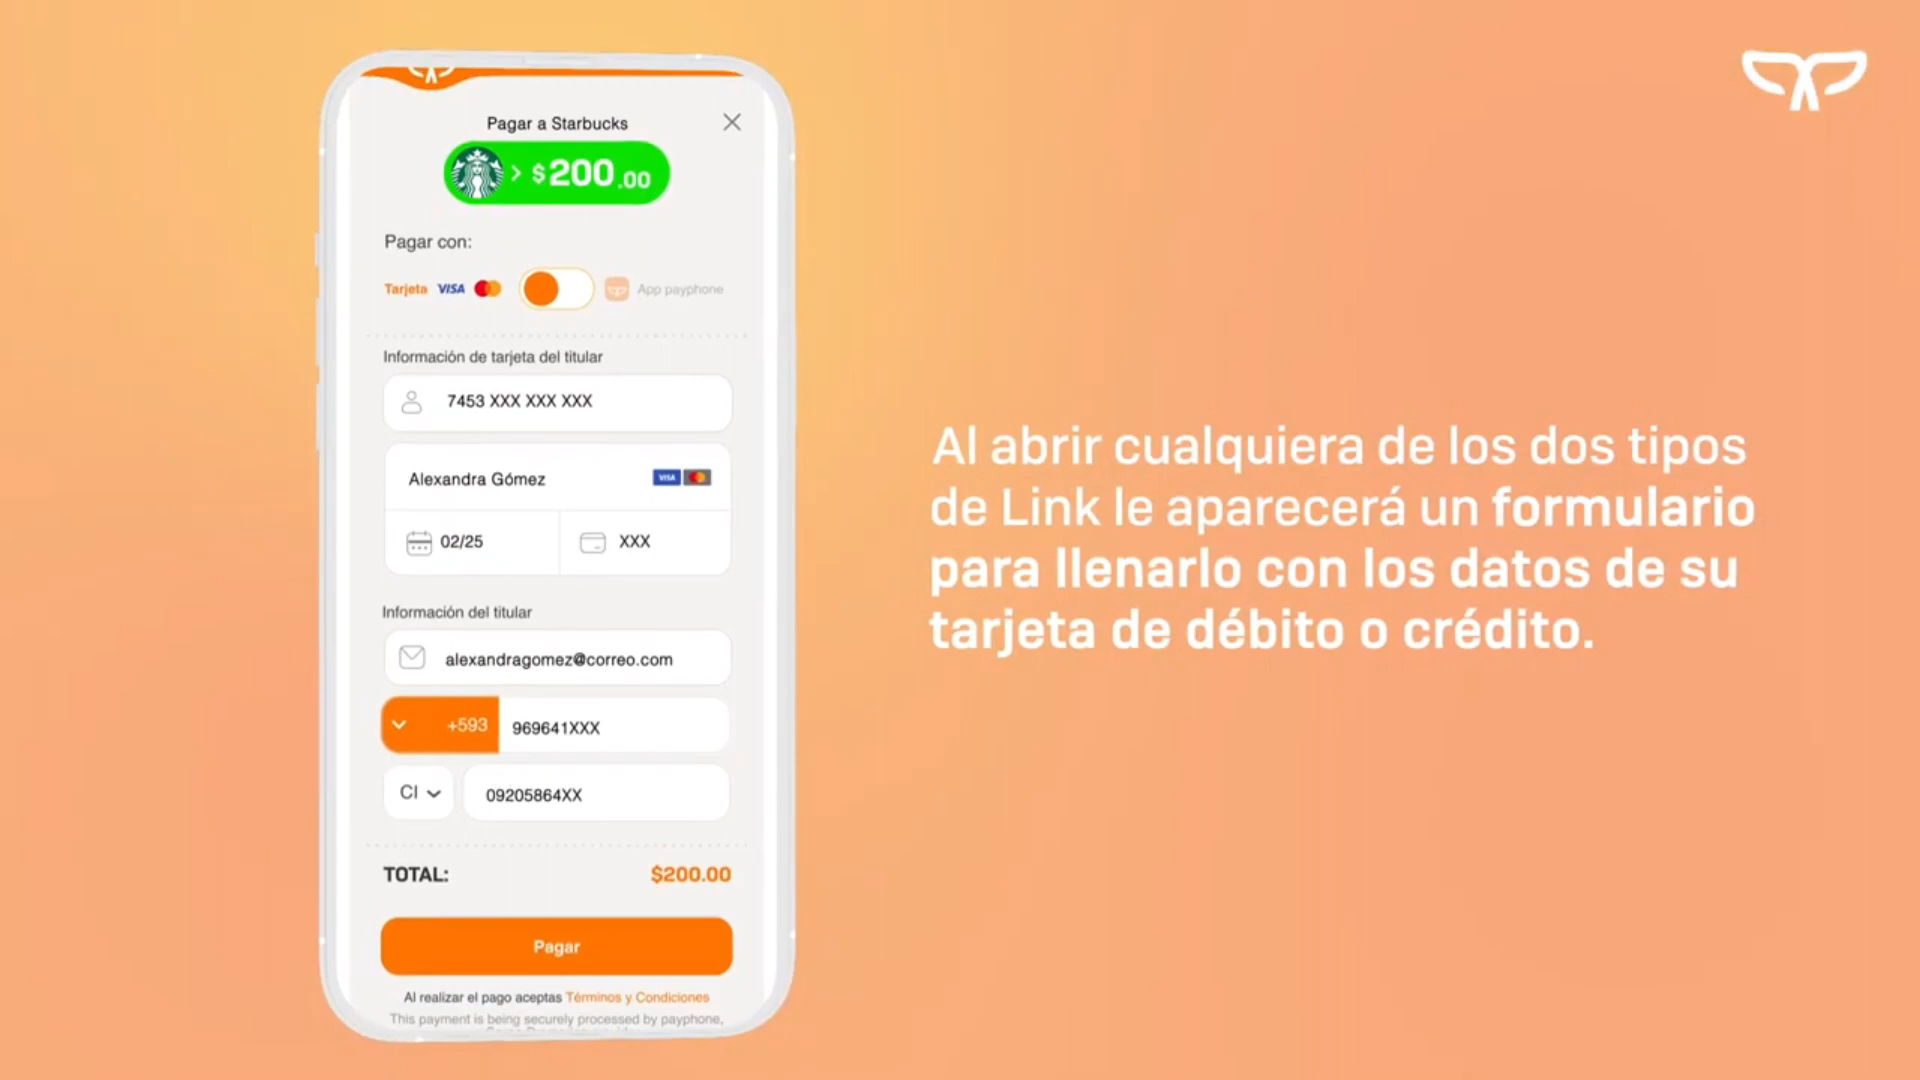 Pagar a Starbucks
> $200.00
Pagar con:
Tarjeta VISA App payphone
Información de tarjeta del titular
7453 XXX XXX XXX
Alexandra Gómez VISA
02/25 XXX
Información del titular
alexandragomez@correo.com
+593 969641XXX
CI 09205864XX
TOTAL: $200.00
Pagar
Al realizar el pago aceptas Términos y Condiciones
This payment is being securely processed by payphone,
Al abrir cualquiera de los dos tipos
de Link le aparecerá un formulario
para llenarlo con los datos de su
tarjeta de débito o crédito.